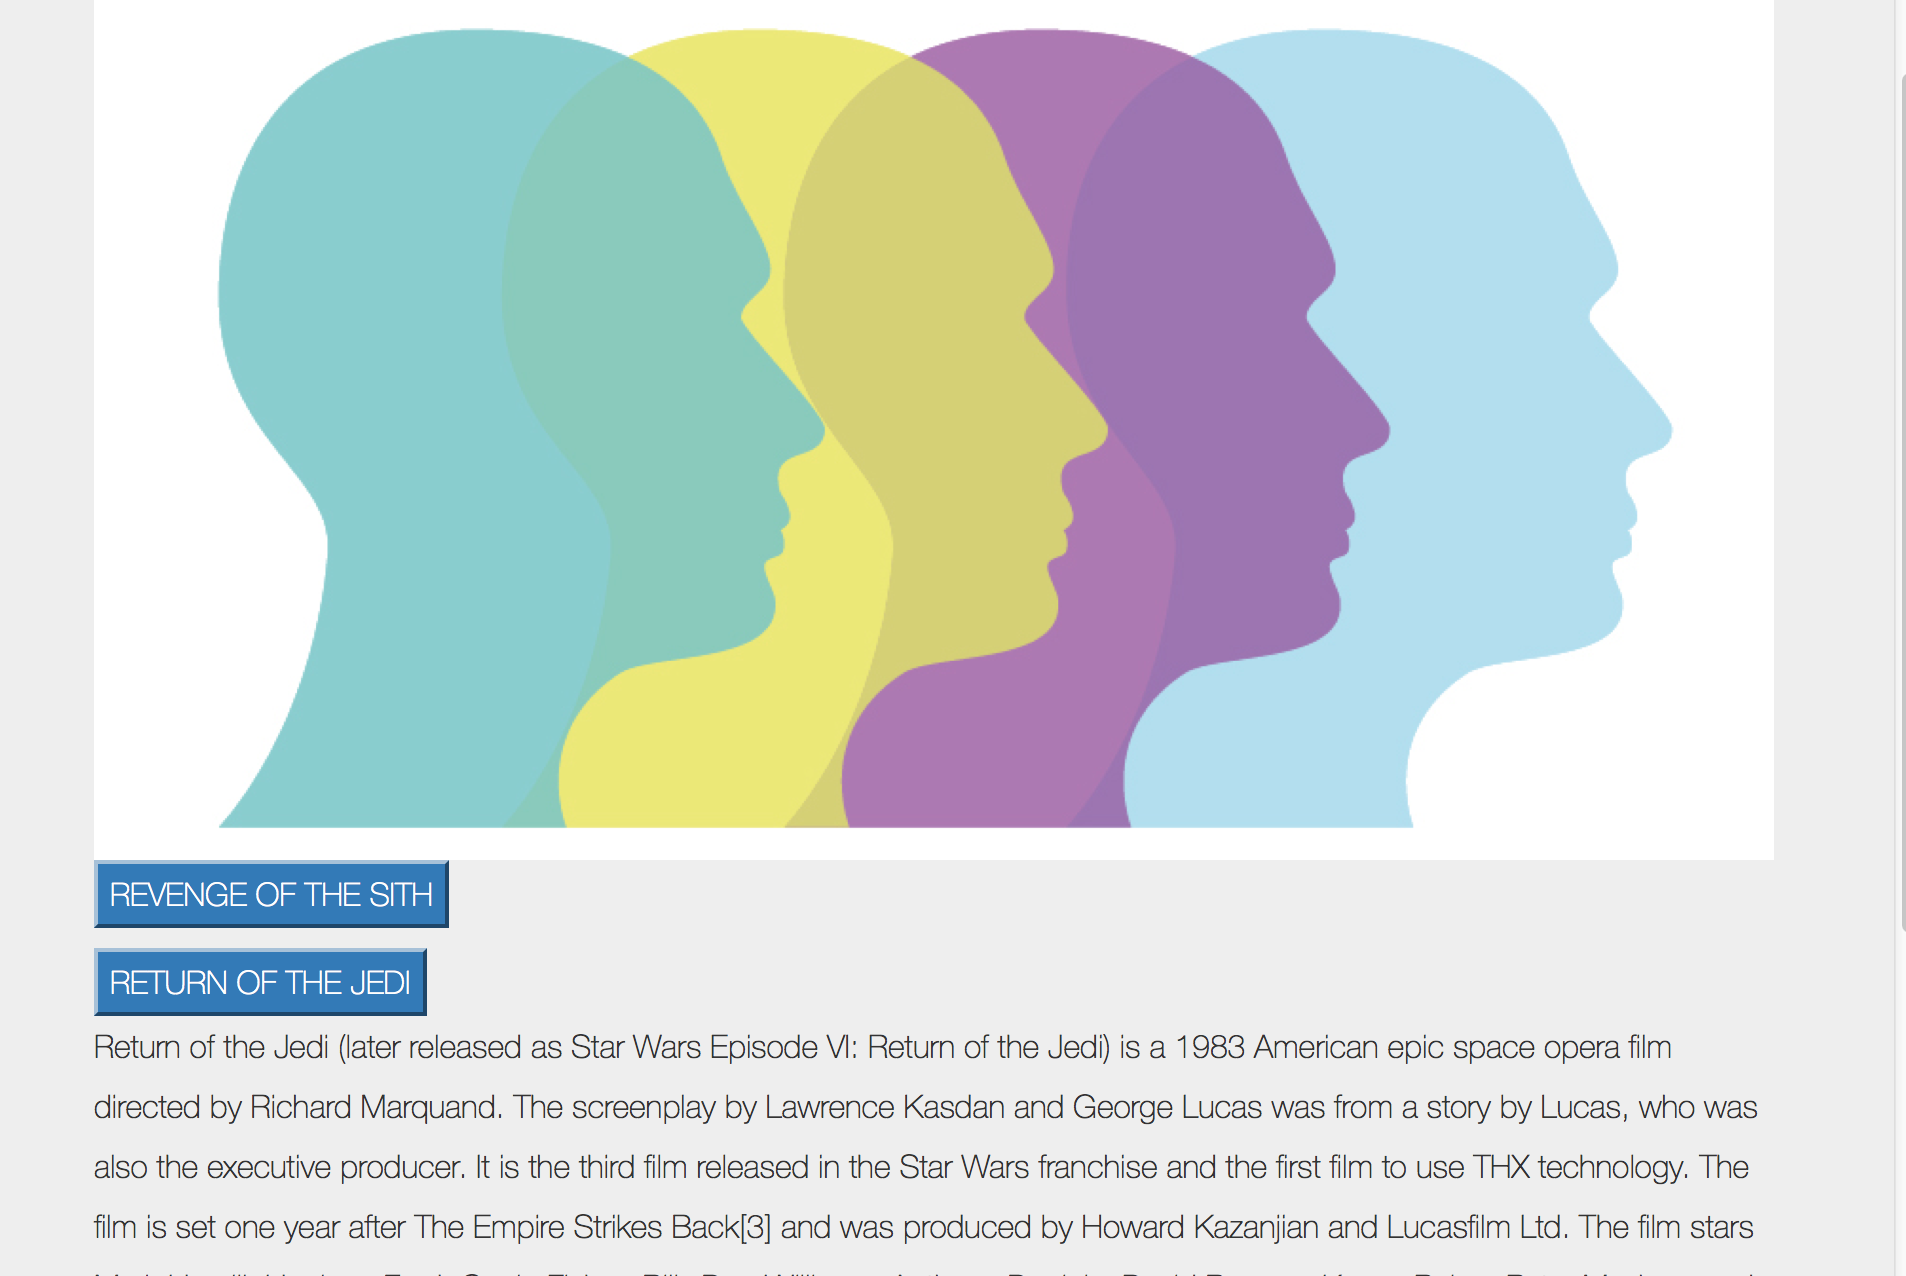 REVENGE OF THE SITH
RETURN OF THE JEDI
Return of the Jedi (later released as Star Wars Episode VI: Return of the Jedi) is a 1983 American epic space opera film
directed by Richard Marquand. The screenplay by Lawrence Kasdan and George Lucas was from a story by Lucas, who was
also the executive producer. It is the third film released in the Star Wars franchise and the first film to use THX technology. The
film is set one year after The Empire Strikes Back[3] and was produced by Howard Kazanjian and Lucasfilm Ltd. The film stars